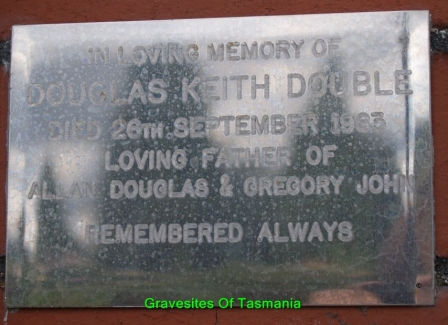 IN LOVING MEMORY OF
DOUGLAS KEITH DOUBLE
DIED 26TH SEPTEMBER 1983
LOVING FATHER OF
ALLAN DOUGLAS & GREGORY JOHN
REMEMBERED ALWAYS
Gravesites Of Tasmania